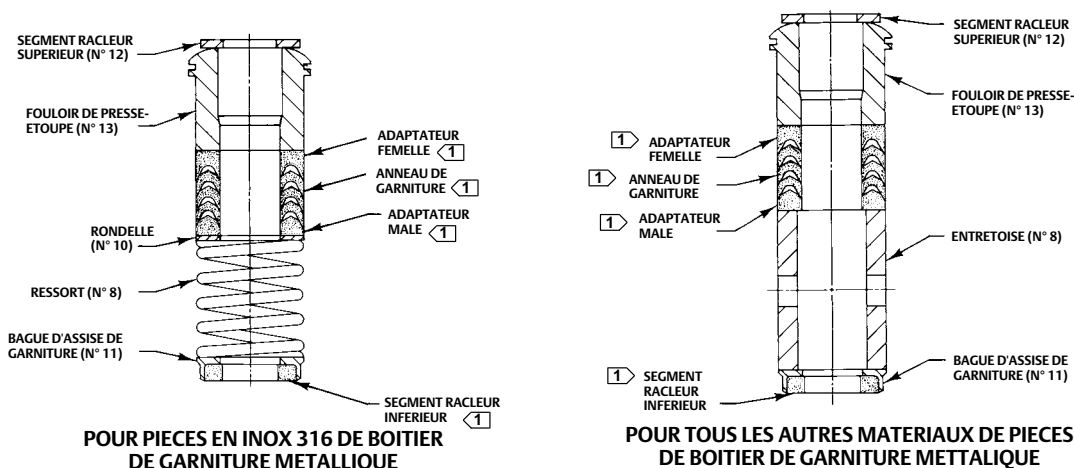 SEGMENT RACLEUR
SUPERIEUR (N° 12)
FOULOIR DE PRESSE-
ETOUPE (N° 13)
ADAPTATEUR
FEMELLE 1
ANNEAU DE
GARNITURE 1
ADAPTATEUR
MALE 1
RONDELLE
(N° 10)
RESSORT (N° 8)
BAGUE D'ASSISE DE
GARNITURE (N° 11)
SEGMENT RACLEUR
INFERIEUR 1
POUR PIECES EN INOX 316 DE BOITIER
DE GARNITURE METALLIQUE
SEGMENT RACLEUR
SUPERIEUR (N° 12)
FOULOIR DE PRESSE-
ETOUPE (N° 13)
1 ADAPTATEUR
FEMELLE
1 ANNEAU DE
GARNITURE
1 ADAPTATEUR
MALE
ENTRETOISE (N° 8)
BAGUE D'ASSISE DE
GARNITURE (N° 11)
1 SEGMENT
RACLEUR
INFERIEUR
POUR TOUS LES AUTRES MATERIAUX DE PIECES
DE BOITIER DE GARNITURE METTALIQUE